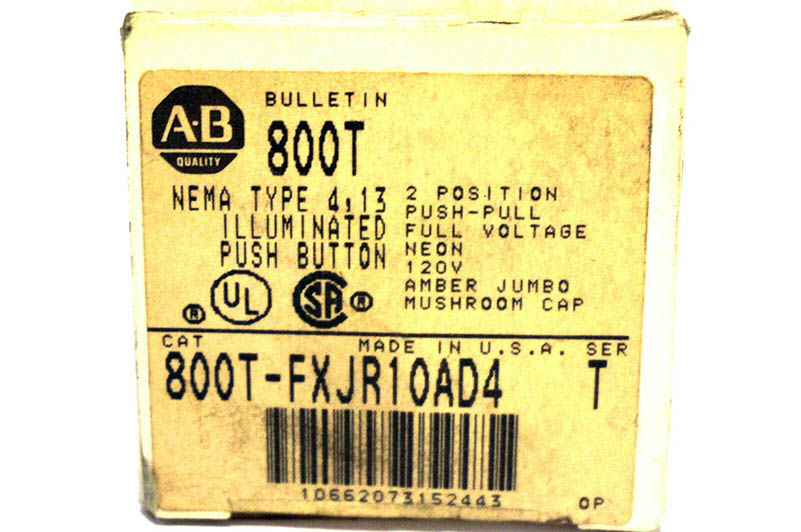 A-B
QUALITY
BULLETIN
800T
NEMA TYPE 4,13
ILLUMINATED
PUSH BUTTON
2 POSITION
PUSH-PULL
FULL VOLTAGE
NEON
120V
AMBER JUMBO
MUSHROOM CAP
® UL SA ®
CAT MADE IN U.S.A. SER
800T-FXJR10AD4 T
10662073152443 OP